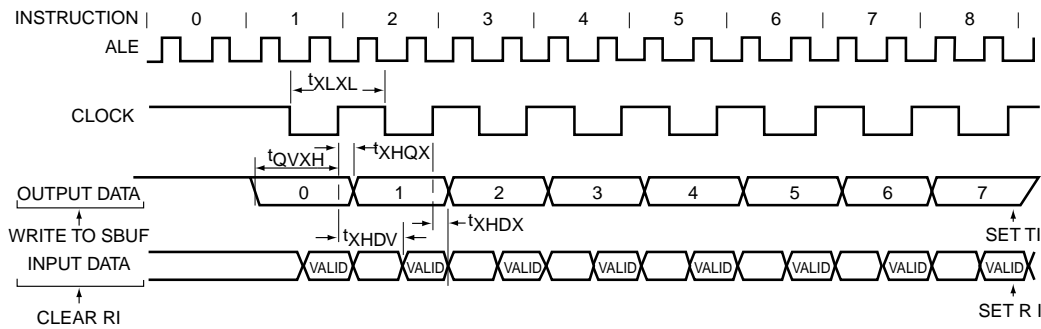 INSTRUCTION | 0 | 1 | 2 | 3 | 4 | 5 | 6 | 7 | 8 |
ALE
tXLXL
CLOCK
tQVXH tXHQX
OUTPUT DATA 0 1 2 3 4 5 6 7
tXHDV tXHDX
WRITE TO SBUF SET TI
INPUT DATA VALID VALID VALID VALID VALID VALID VALID VALID
CLEAR RI SET R I